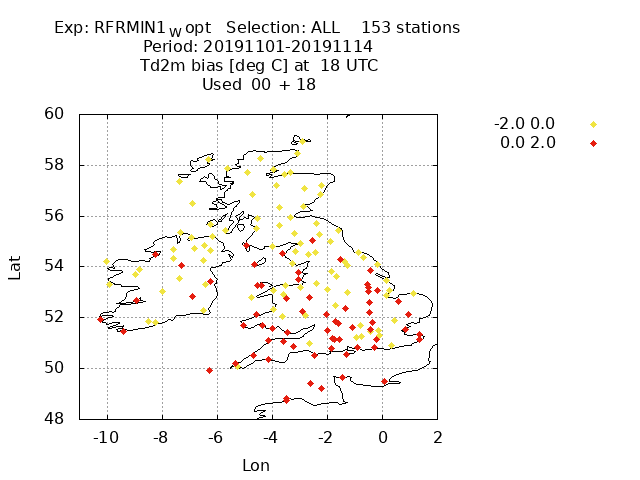 Exp: RFRMIN1_W opt Selection: ALL 153 stations
Period: 20191101-20191114
Td2m bias [deg C] at 18 UTC
Used 00 + 18
-2.0 0.0
0.0 2.0
60
58
56
54
52
50
48
Lat
-10 -8 -6 -4 -2 0 2
Lon